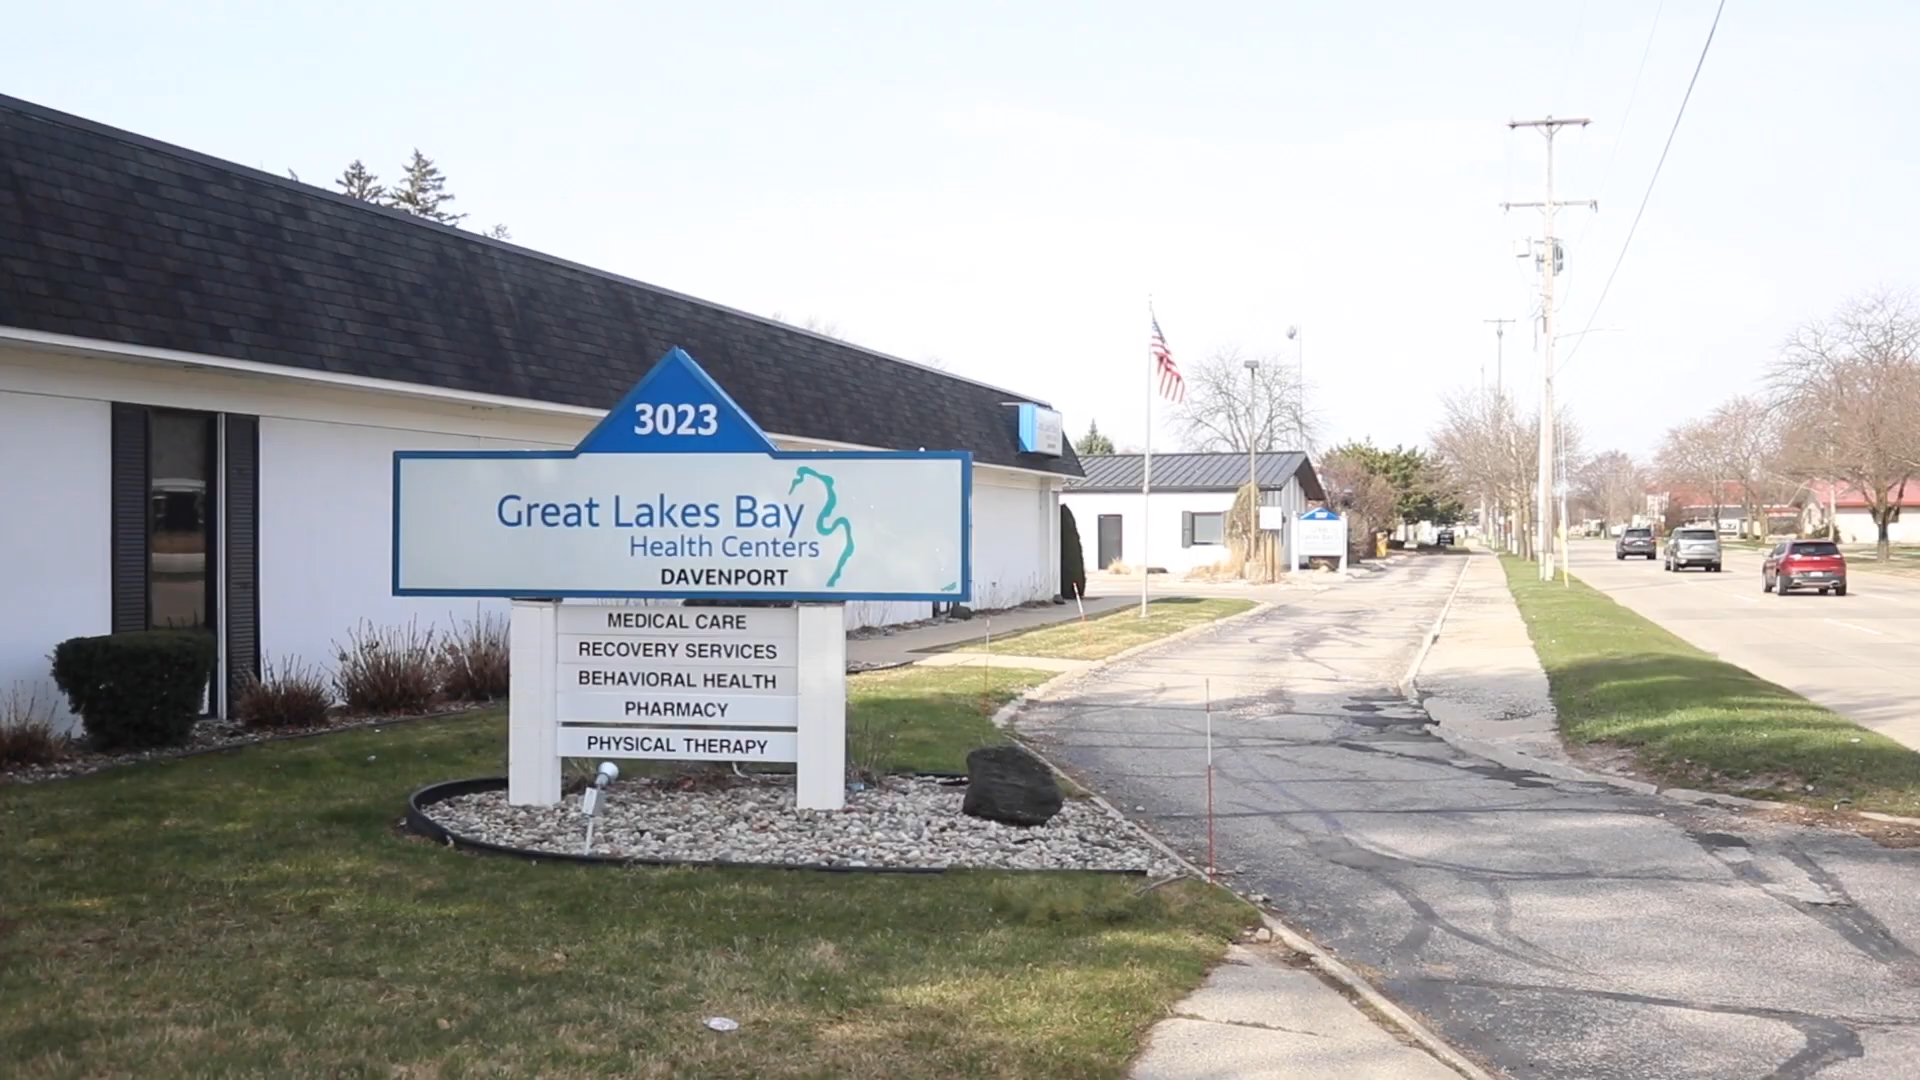 3023
Great Lakes Bay
Health Centers
DAVENPORT
MEDICAL CARE
RECOVERY SERVICES
BEHAVIORAL HEALTH
PHARMACY
PHYSICAL THERAPY